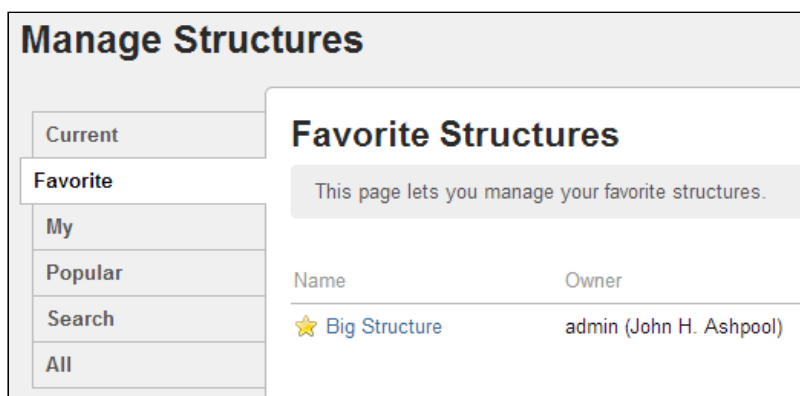 Manage Structures
Current
Favorite
My
Popular
Search
All
Favorite Structures
This page lets you manage your favorite structures.
Name Owner
Big Structure admin (John H. Ashpool)